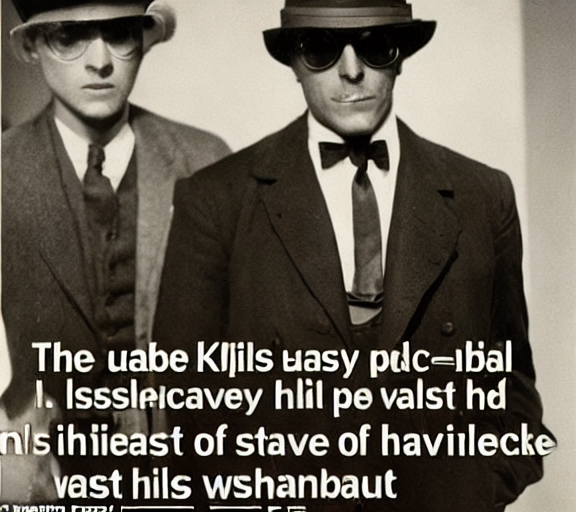 The uabe Kljils uasy pdc=ibal
l. Isssleicavey hlil pe valst hd
nls ihiieast of stave of haviilecke
vast hils wshanbaut